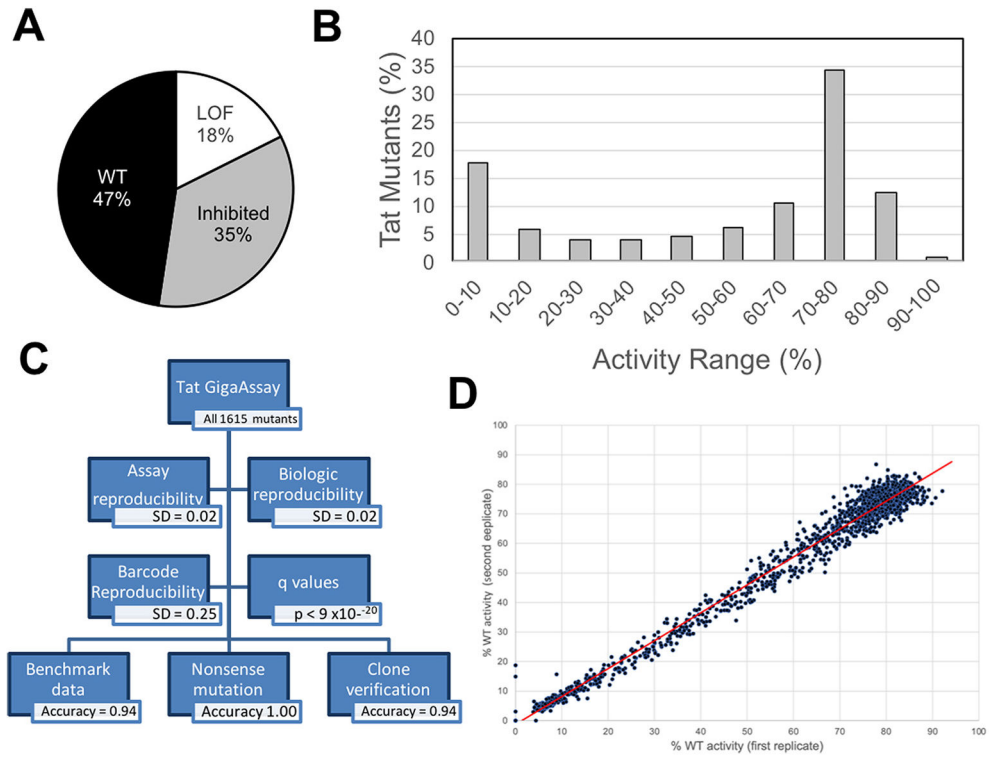 A
LOF
18%
WT
47%
Inhibited
35%
B
Tat Mutants (%)
40
35
30
25
20
15
10
5
0
0-10
10-20
20-30
30-40
40-50
50-60
60-70
70-80
80-90
90-100
Activity Range (%)
C
Tat GigaAssay
All 1615 mutants
Assay
reproducibility
SD = 0.02
Biologic
reproducibility
SD = 0.02
Barcode
Reproducibility
SD = 0.25
q values
p < 9 x10-⁻²⁰
Benchmark
data
Accuracy = 0.94
Nonsense
mutation
Accuracy 1.00
Clone
verification
Accuracy = 0.94
D
% WT activity (second eeplicate)
100
90
80
70
60
50
40
30
20
10
0
0
10
20
30
40
50
60
70
80
90
100
% WT activity (first replicate)